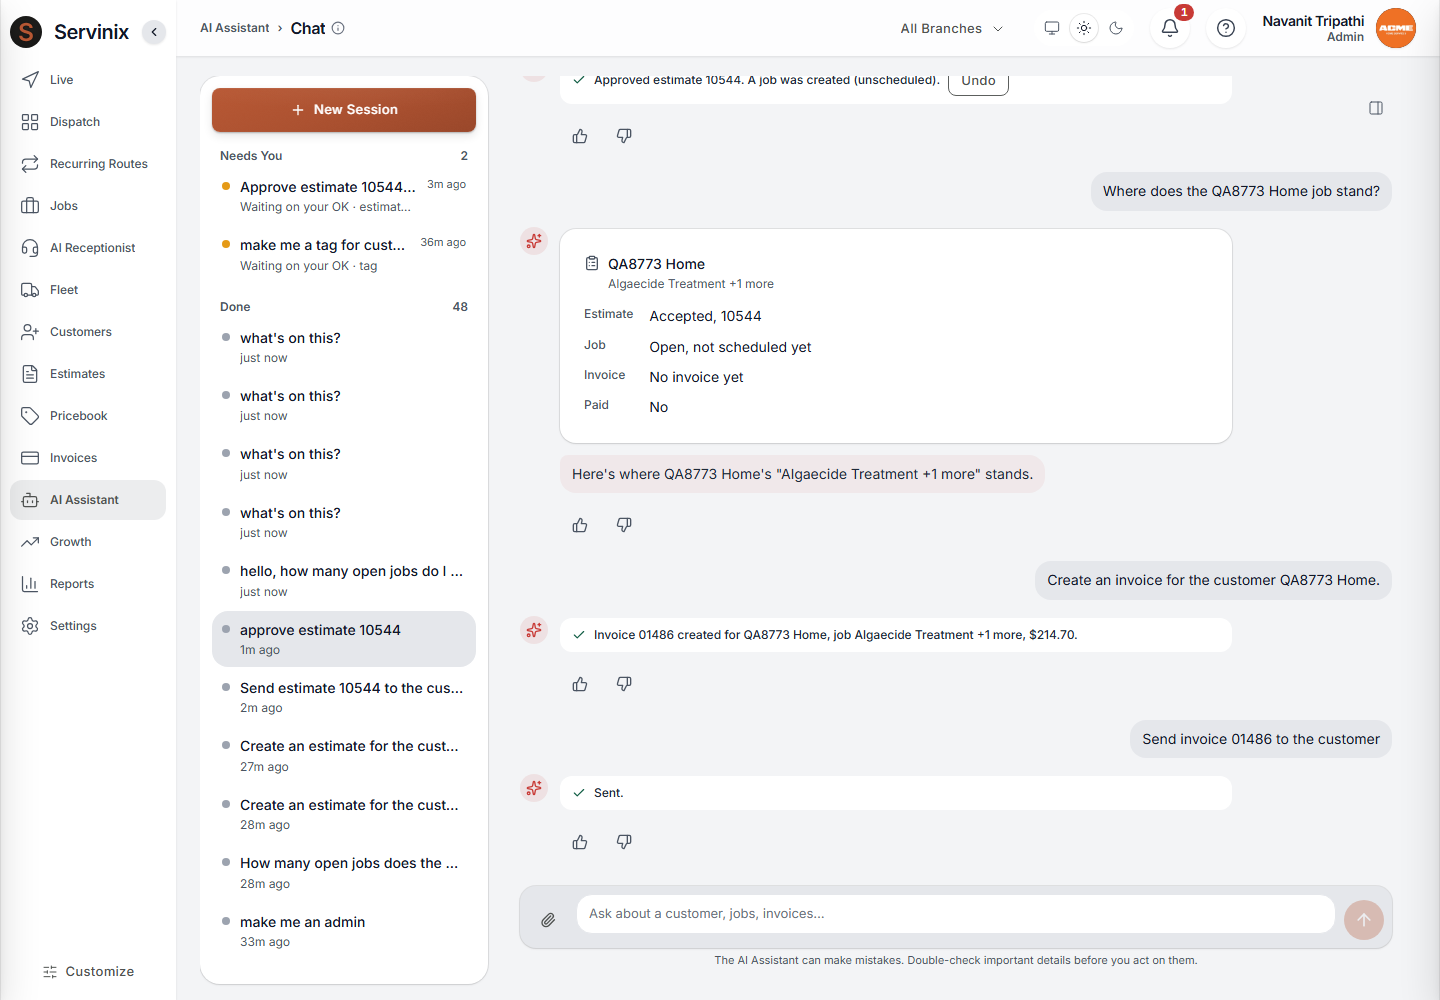 S Servinix
Live
Dispatch
Recurring Routes
Jobs
AI Receptionist
Fleet
Customers
Estimates
Pricebook
Invoices
AI Assistant
Growth
Reports
Settings
Customize
AI Assistant › Chat
All Branches
1
Navanit Tripathi
Admin
ACME
+ New Session
Needs You 2
Approve estimate 10544... 3m ago
Waiting on your OK · estimat...
make me a tag for cust... 36m ago
Waiting on your OK · tag
Done 48
what's on this?
just now
what's on this?
just now
what's on this?
just now
what's on this?
just now
hello, how many open jobs do I ...
just now
approve estimate 10544
1m ago
Send estimate 10544 to the cus...
2m ago
Create an estimate for the cust...
27m ago
Create an estimate for the cust...
28m ago
How many open jobs does the ...
28m ago
make me an admin
33m ago
Approved estimate 10544. A job was created (unscheduled). Undo
Where does the QA8773 Home job stand?
QA8773 Home
Algaecide Treatment +1 more
Estimate Accepted, 10544
Job Open, not scheduled yet
Invoice No invoice yet
Paid No
Here's where QA8773 Home's "Algaecide Treatment +1 more" stands.
Create an invoice for the customer QA8773 Home.
Invoice 01486 created for QA8773 Home, job Algaecide Treatment +1 more, $214.70.
Send invoice 01486 to the customer
Sent.
Ask about a customer, jobs, invoices...
The AI Assistant can make mistakes. Double-check important details before you act on them.